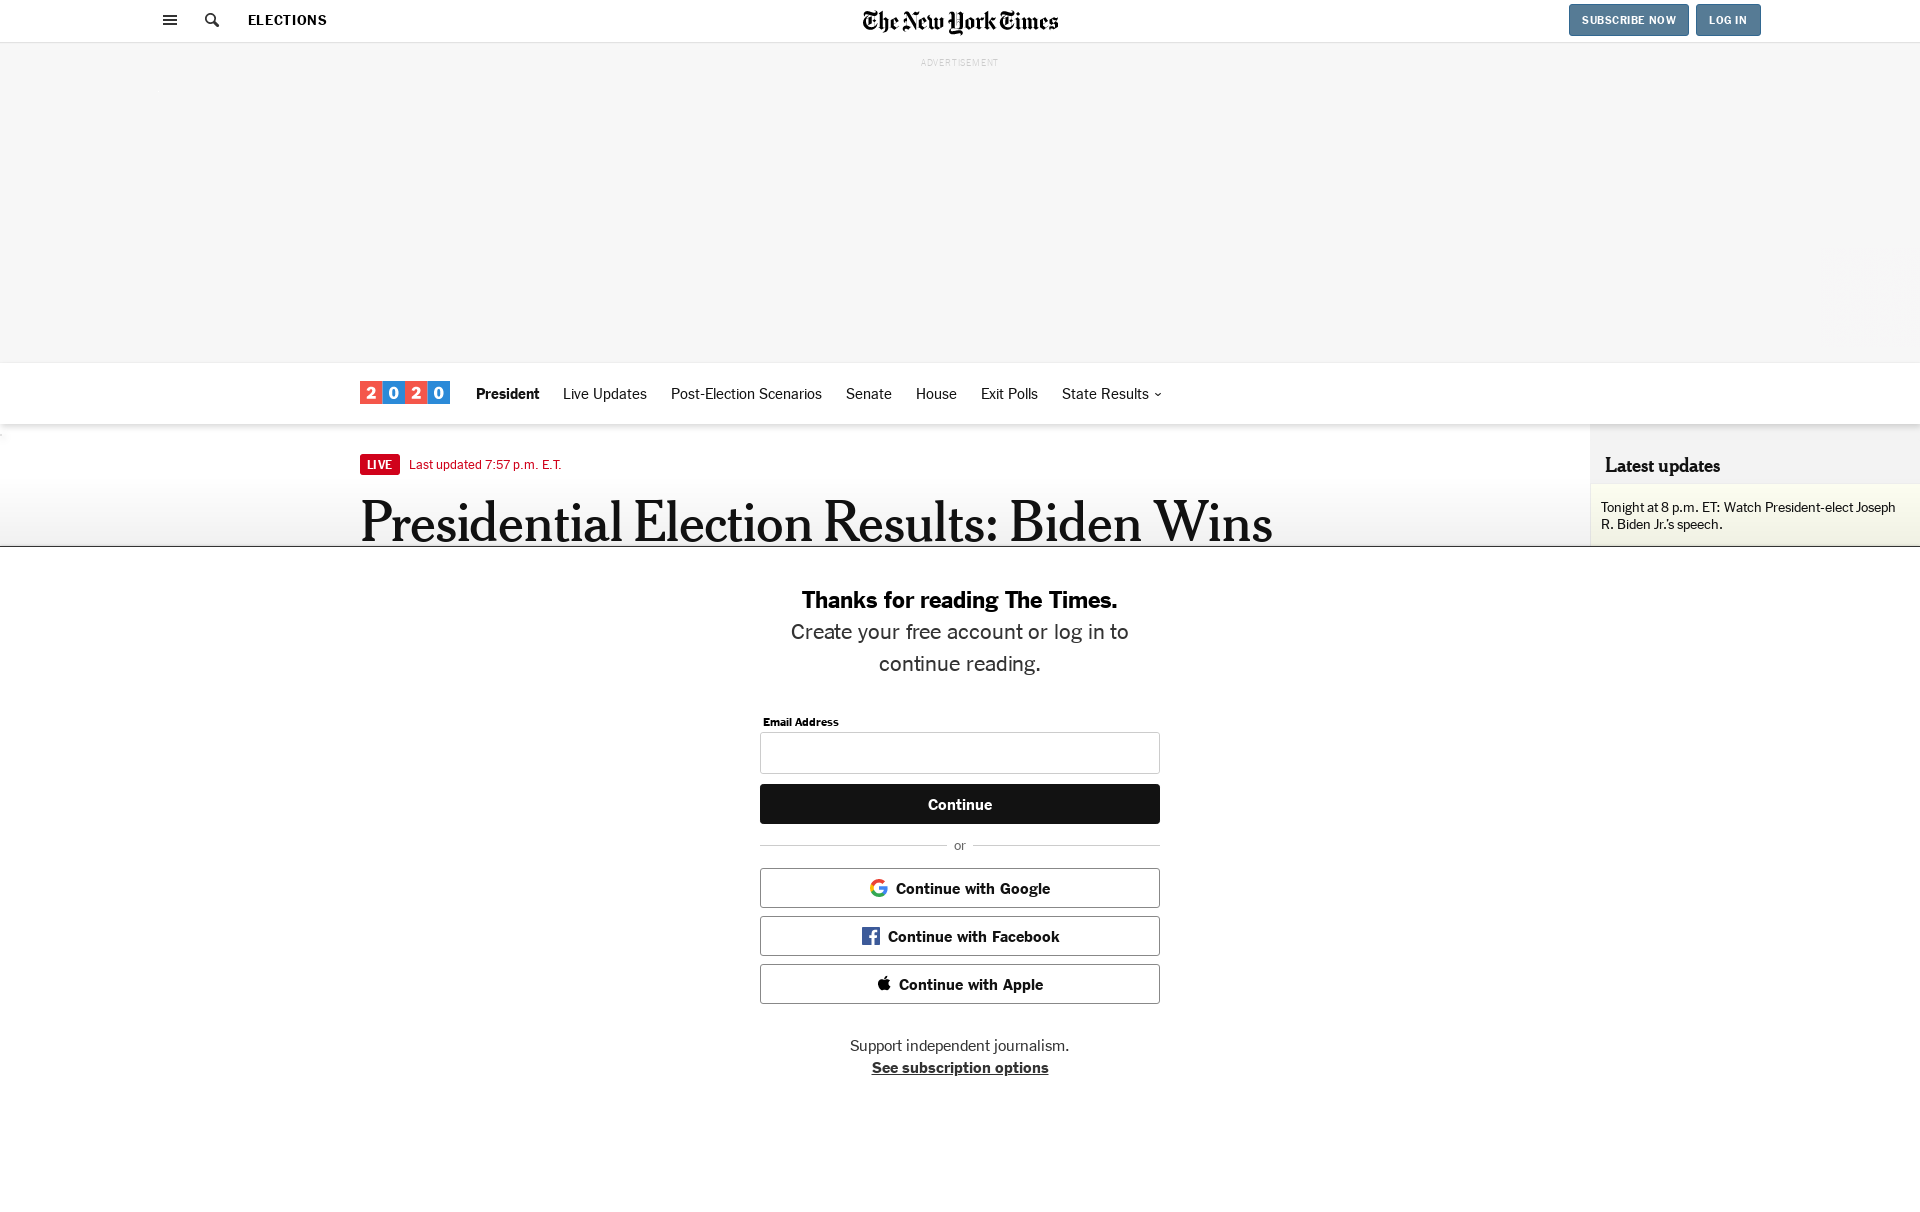 ELECTIONS
The New York Times
SUBSCRIBE NOW
LOG IN
ADVERTISEMENT
2020
President
Live Updates
Post-Election Scenarios
Senate
House
Exit Polls
State Results
LIVE
Last updated 7:57 p.m. E.T.
Presidential Election Results: Biden Wins
Latest updates
Tonight at 8 p.m. ET: Watch President-elect Joseph
R. Biden Jr.’s speech.
Thanks for reading The Times.
Create your free account or log in to
continue reading.
Email Address
Continue
or
Continue with Google
Continue with Facebook
Continue with Apple
Support independent journalism.
See subscription options